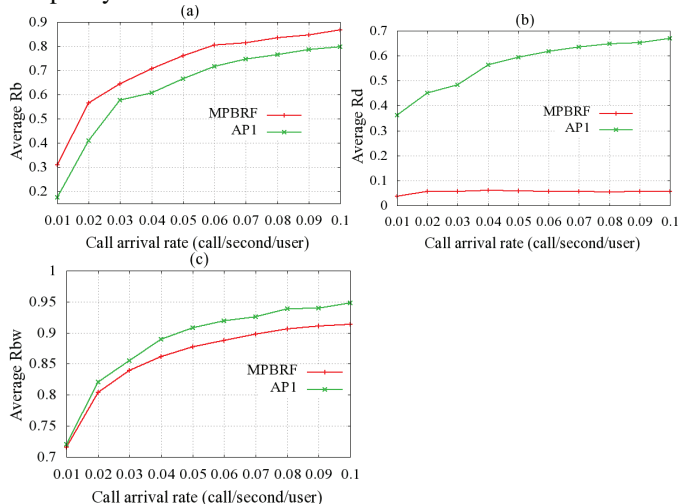 (a)
0.9
0.8
0.7
0.6
0.5
0.4
0.3
0.2
Average Rb
MPBRF
AP1
0.01 0.02 0.03 0.04 0.05 0.06 0.07 0.08 0.09 0.1
Call arrival rate (call/second/user)
(b)
0.7
0.6
0.5
0.4
0.3
0.2
0.1
0
Average Rd
MPBRF
AP1
0.01 0.02 0.03 0.04 0.05 0.06 0.07 0.08 0.09 0.1
Call arrival rate (call/second/user)
(c)
1
0.95
0.9
0.85
0.8
0.75
0.7
Average Rbw
MPBRF
AP1
0.01 0.02 0.03 0.04 0.05 0.06 0.07 0.08 0.09 0.1
Call arrival rate (call/second/user)